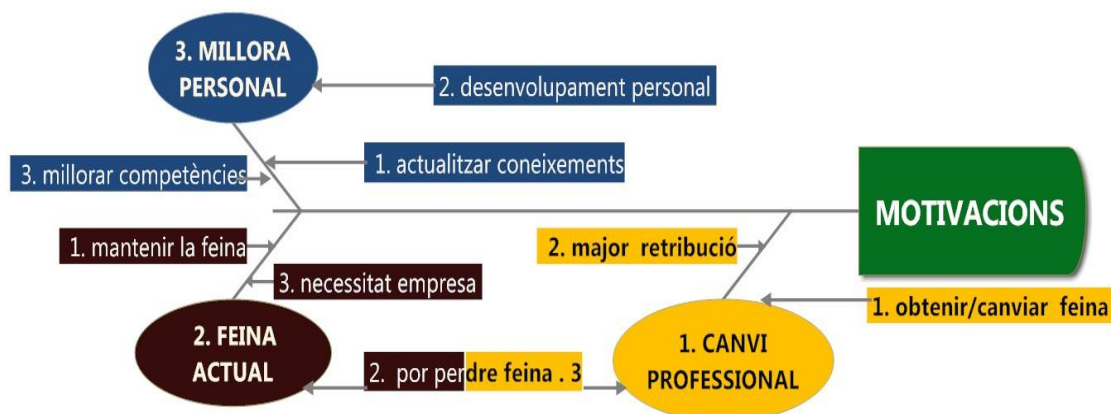 3. MILLORA
PERSONAL
2. desenvolupament personal
1. actualitzar coneixements
3. millorar competències
MOTIVACIONS
1. mantenir la feina
2. major retribució
3. necessitat empresa
1. obtenir/canviar feina
2. FEINA
ACTUAL
2. por perdre feina . 3
1. CANVI
PROFESSIONAL